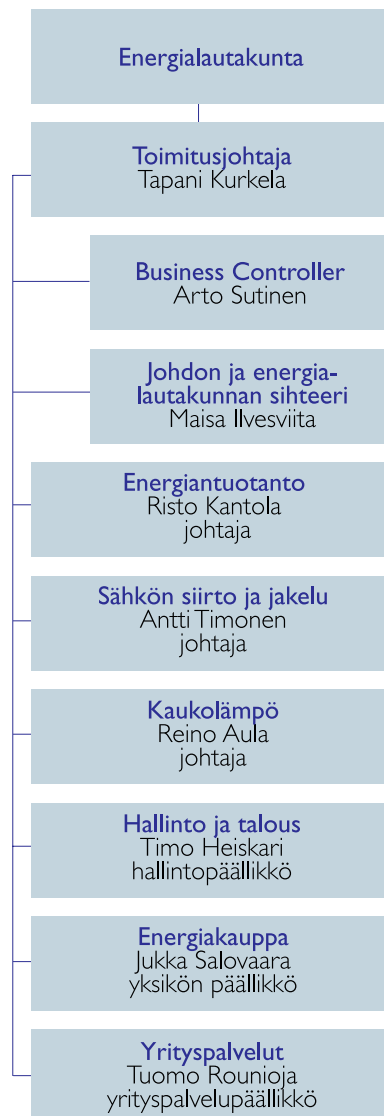 Energialautakunta
Toimitusjohtaja
Tapani Kurkela
Business Controller
Arto Sutinen
Johdon ja energia-
lautakunnan sihteeri
Maisa Ilvesviita
Energiantuotanto
Risto Kantola
johtaja
Sähkön siirto ja jakelu
Antti Timonen
johtaja
Kaukolämpö
Reino Aula
johtaja
Hallinto ja talous
Timo Heiskari
hallintopäällikkö
Energiakauppa
Jukka Salovaara
yksikön päällikkö
Yrityspalvelut
Tuomo Rounioja
yrityspalvelupäällikkö